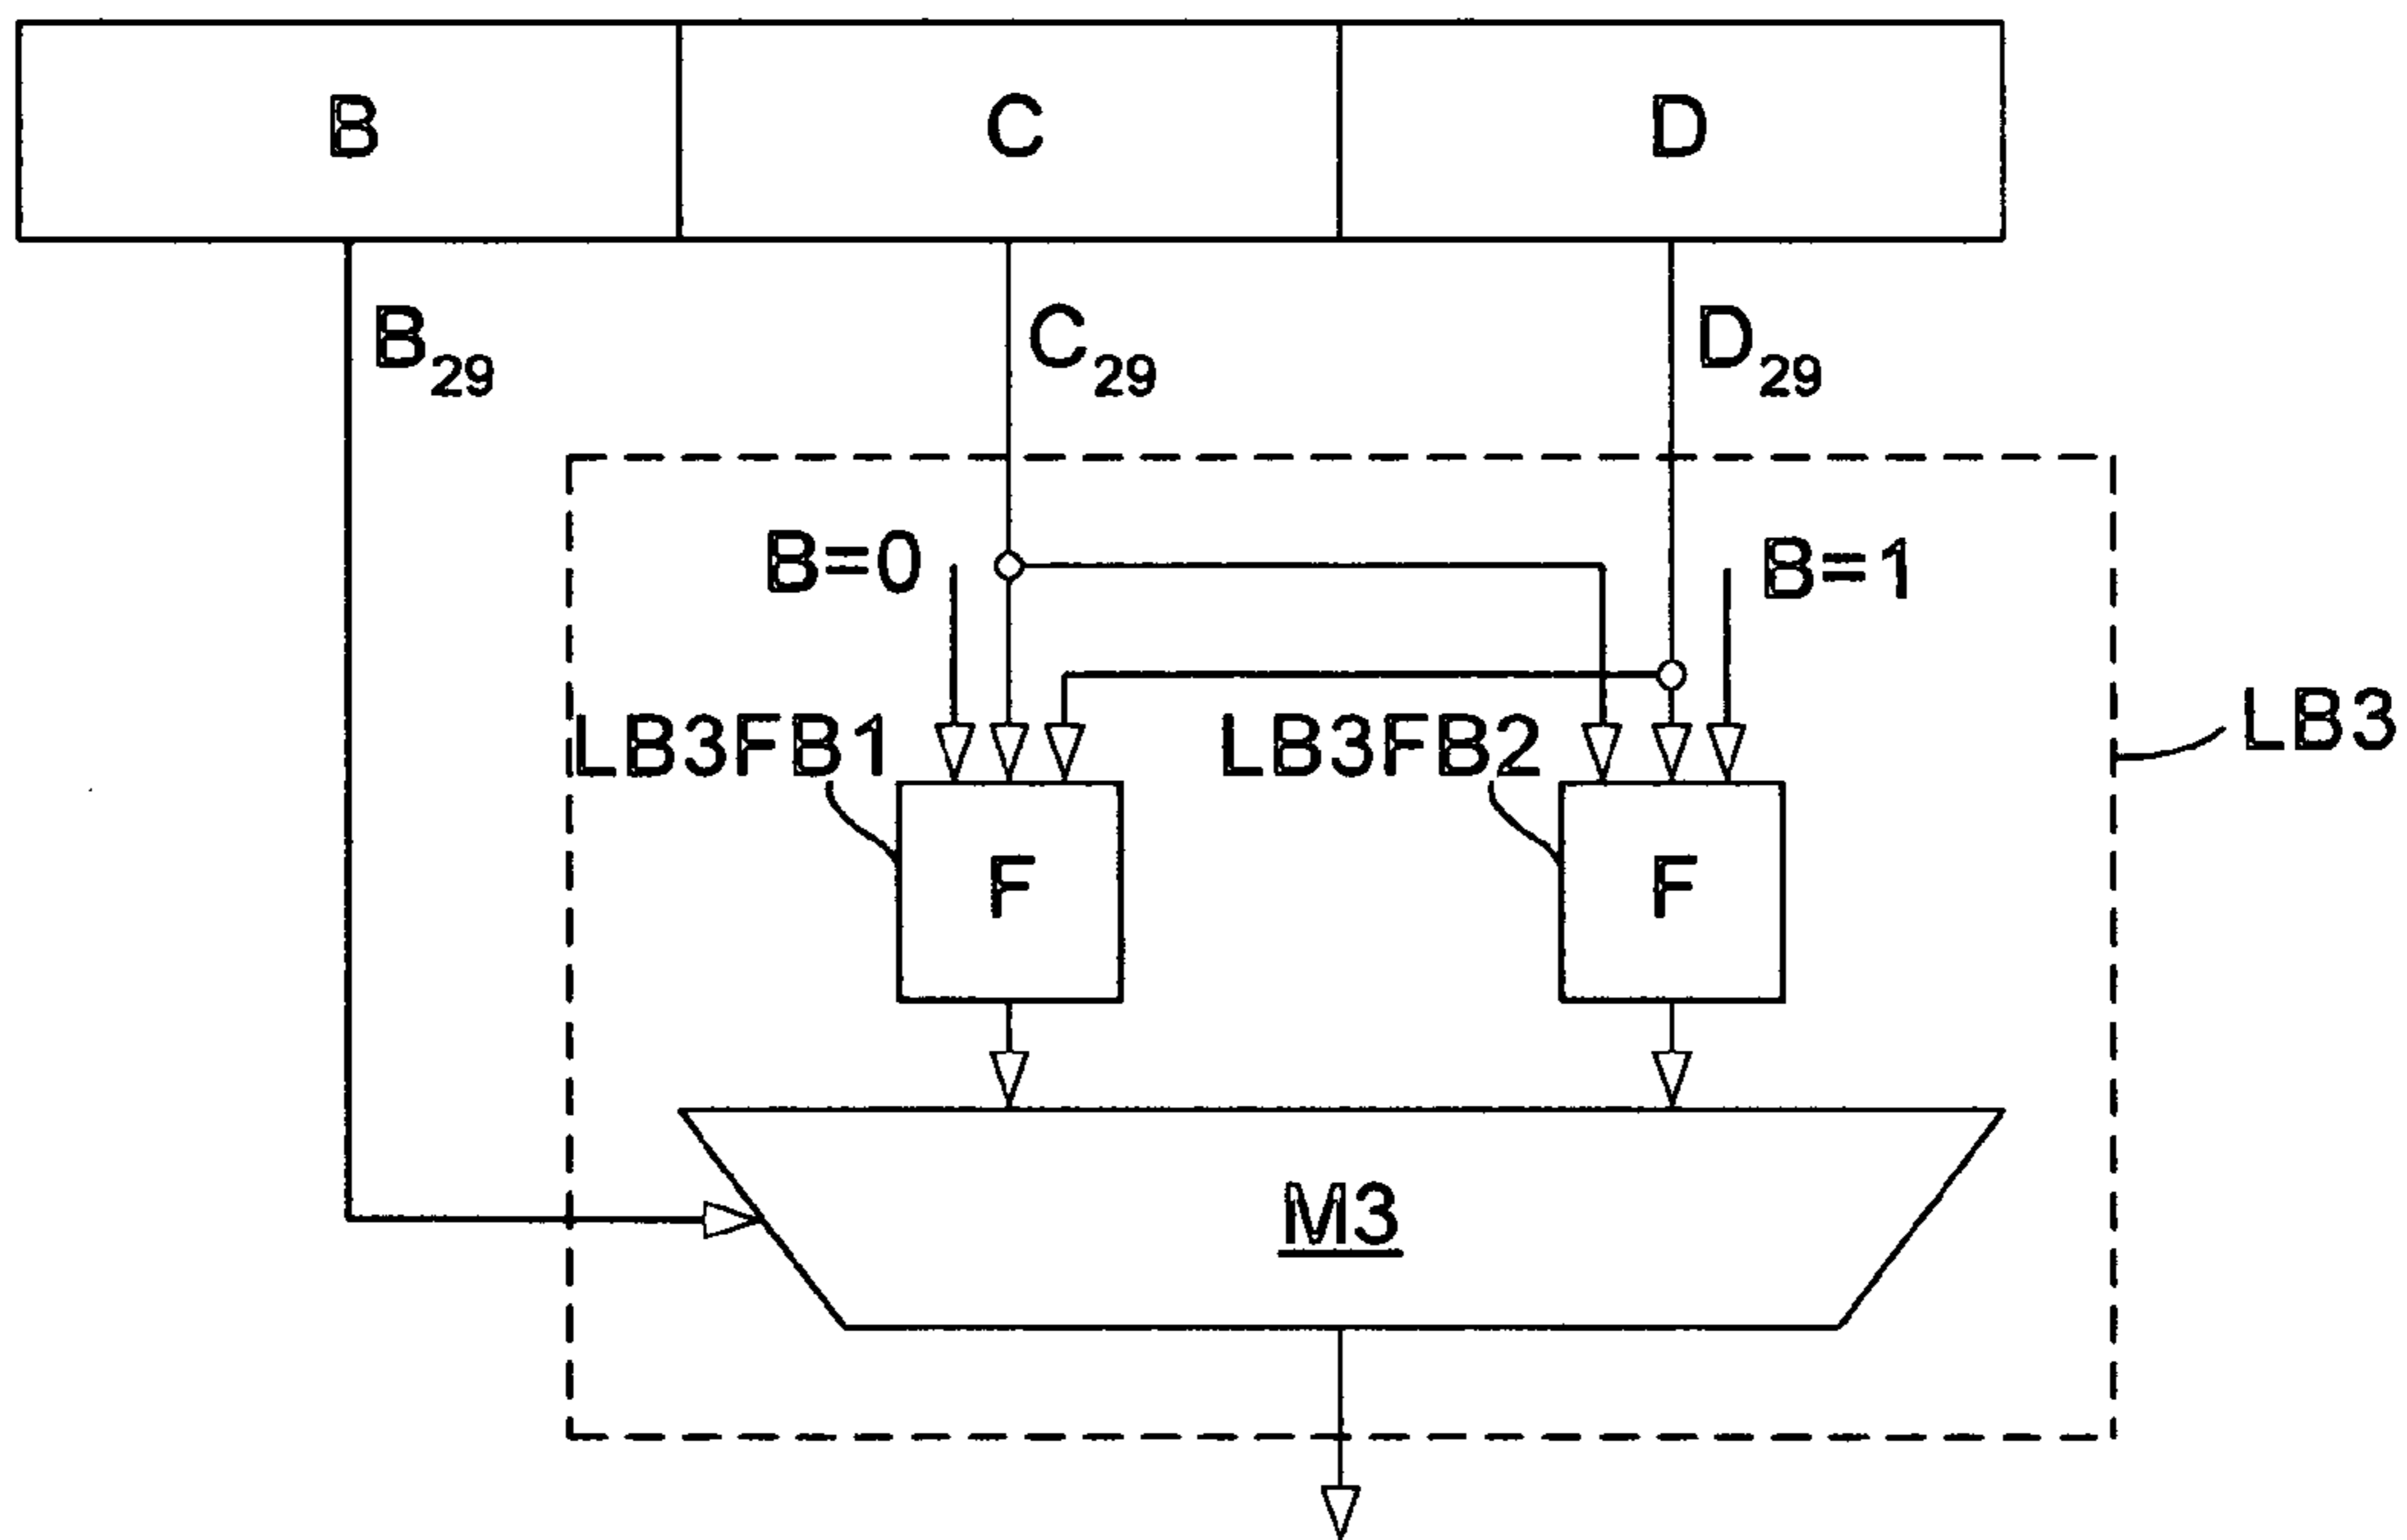 B C D
B29 C29 D29
B=0 B=1
LB3FB1 LB3FB2 LB3
F F
M3